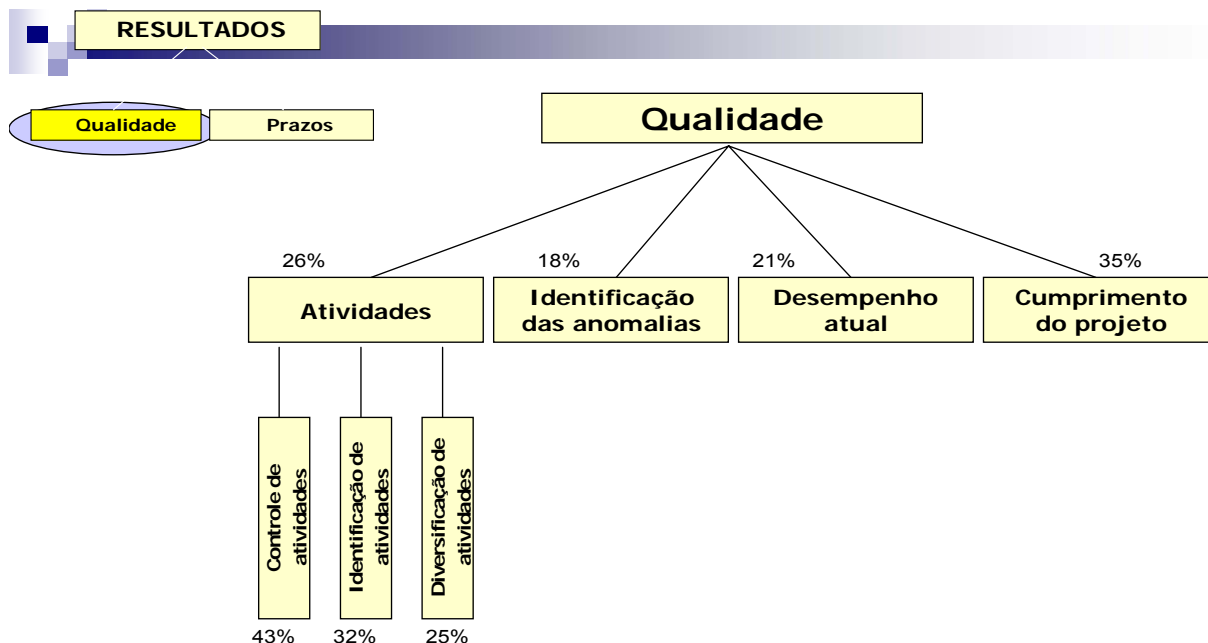 RESULTADOS
Qualidade
Prazos
Qualidade
26%
18%
21%
35%
Atividades
Identificação
das anomalias
Desempenho
atual
Cumprimento
do projeto
Controle de
atividades
Identificação de
atividades
Diversificação de
atividades
43%
32%
25%